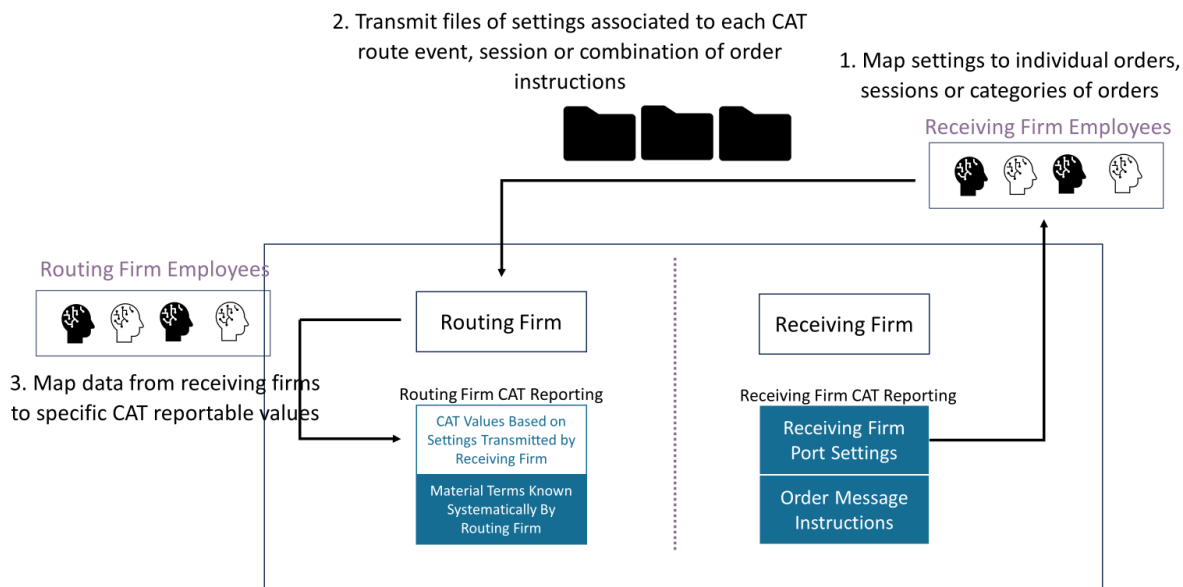 2. Transmit files of settings associated to each CAT
route event, session or combination of order
instructions
1. Map settings to individual orders,
sessions or categories of orders
Receiving Firm Employees
Routing Firm Employees
3. Map data from receiving firms
to specific CAT reportable values
Routing Firm
Receiving Firm
Routing Firm CAT Reporting
CAT Values Based on
Settings Transmitted by
Receiving Firm
Material Terms Known
Systematically By
Routing Firm
Receiving Firm CAT Reporting
Receiving Firm
Port Settings
Order Message
Instructions